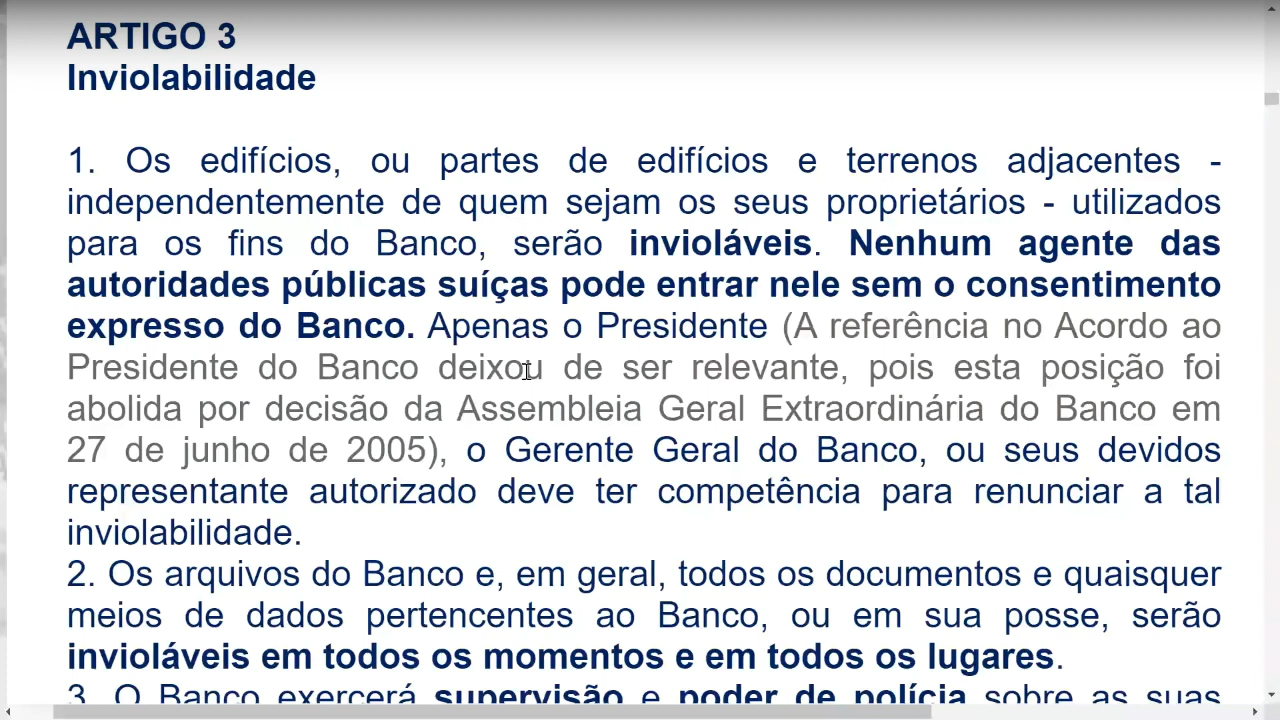 ARTIGO 3
Inviolabilidade
1. Os edifícios, ou partes de edifícios e terrenos adjacentes -
independentemente de quem sejam os seus proprietários - utilizados
para os fins do Banco, serão invioláveis. Nenhum agente das
autoridades públicas suíças pode entrar nele sem o consentimento
expresso do Banco. Apenas o Presidente (A referência no Acordo ao
Presidente do Banco deixou de ser relevante, pois esta posição foi
abolida por decisão da Assembleia Geral Extraordinária do Banco em
27 de junho de 2005), o Gerente Geral do Banco, ou seus devidos
representante autorizado deve ter competência para renunciar a tal
inviolabilidade.
2. Os arquivos do Banco e, em geral, todos os documentos e quaisquer
meios de dados pertencentes ao Banco, ou em sua posse, serão
invioláveis em todos os momentos e em todos os lugares.
3. O Banco exercerá supervisão e poder de polícia sobre as suas